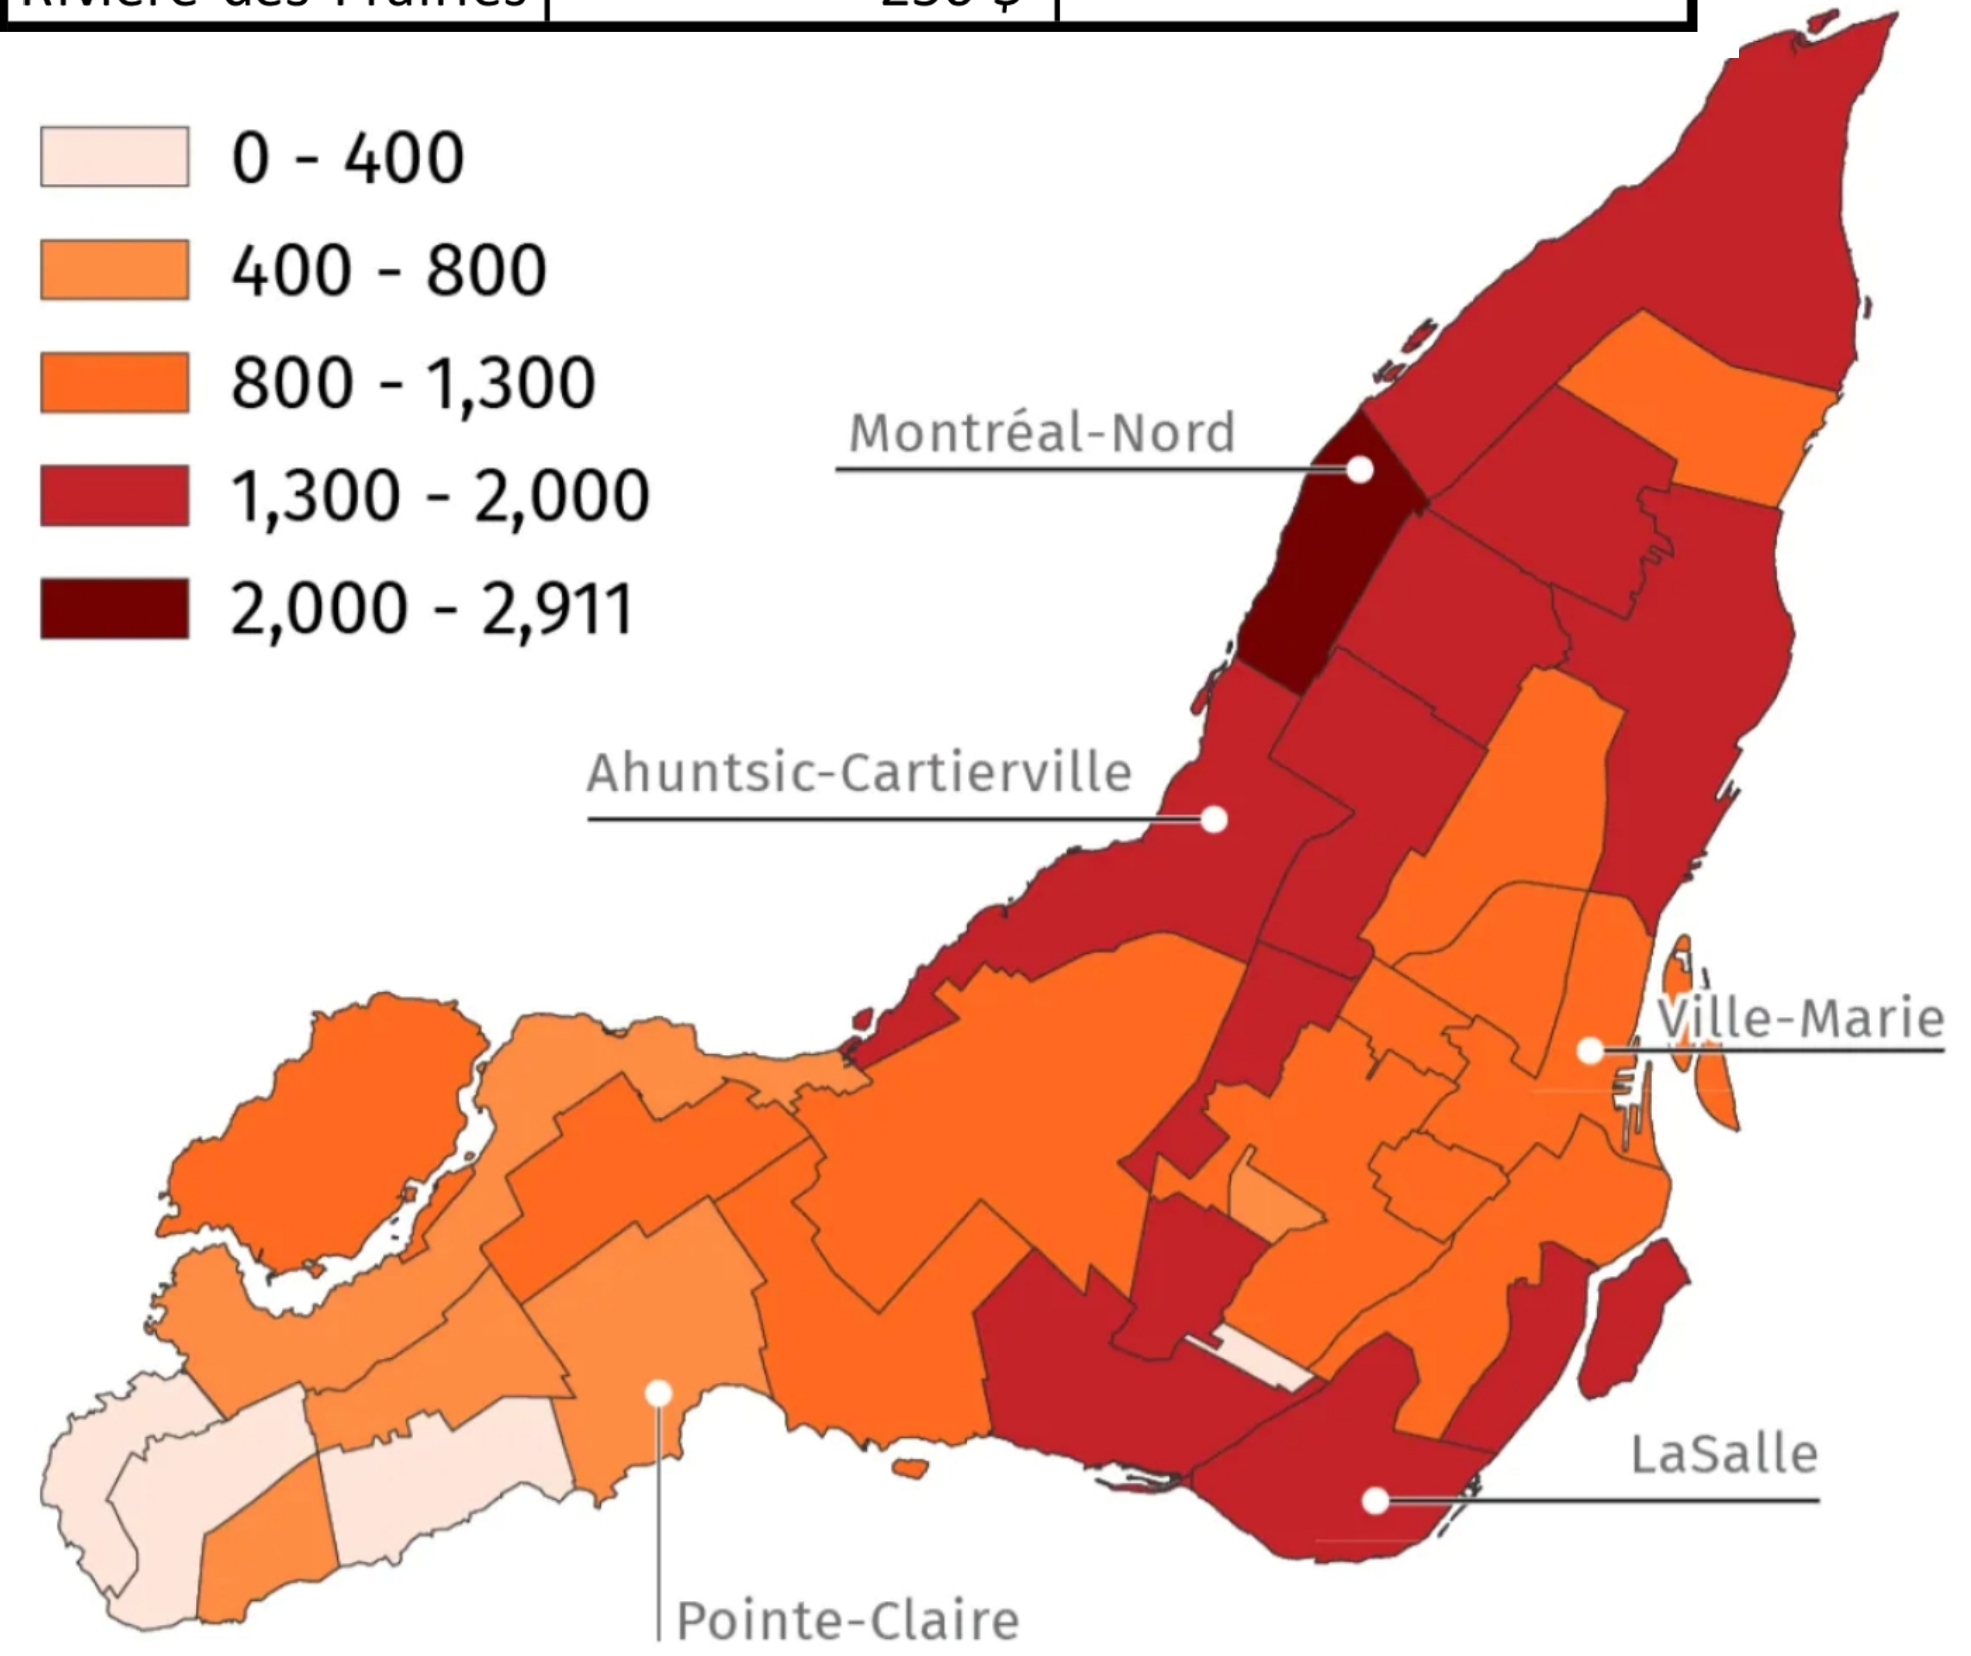 0 - 400
400 - 800
800 - 1,300
1,300 - 2,000
2,000 - 2,911
Montréal-Nord
Ahuntsic-Cartierville
Ville-Marie
LaSalle
Pointe-Claire